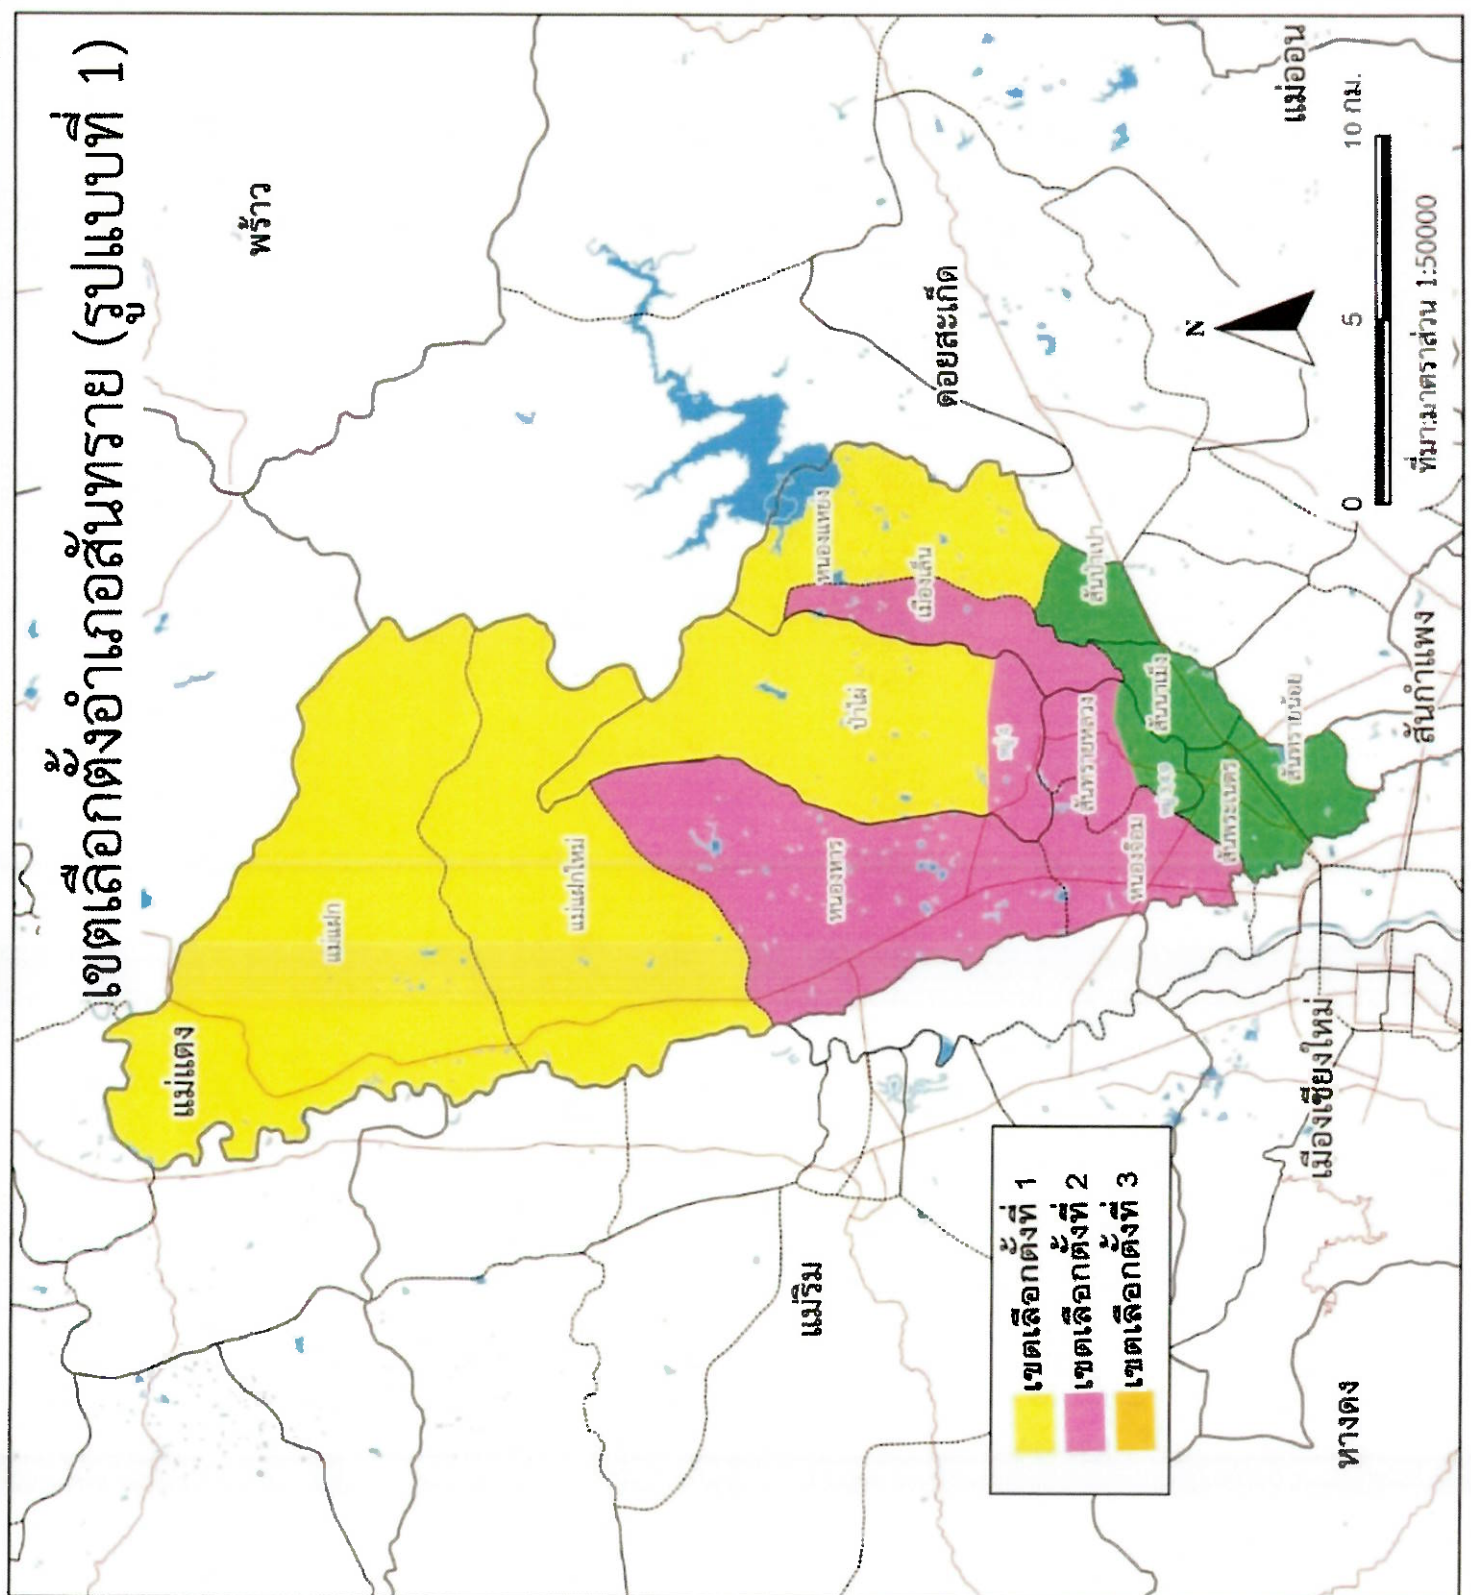 เขตเลือกตั้งอำเภอสันทราย (รูปแบบที่ 1)
พร้าว
แม่แตง
แม่แฝก
แม่แฝกใหม่
หนองแหย่ง
เมืองเล็น
ป่าไผ่
หนองหาร
ดอยสะเก็ด
สันป่าเปา
สันนาเม็ง
สันทรายหลวง
หนองจ๊อม
สันพระเนตร
สันทรายน้อย
แม่ริม
แม่ออน
สันกำแพง
เมืองเชียงใหม่
หางดง
N
0 5 10 กม.
ที่มา:มาตราส่วน 1:50000
เขตเลือกตั้งที่ 1
เขตเลือกตั้งที่ 2
เขตเลือกตั้งที่ 3